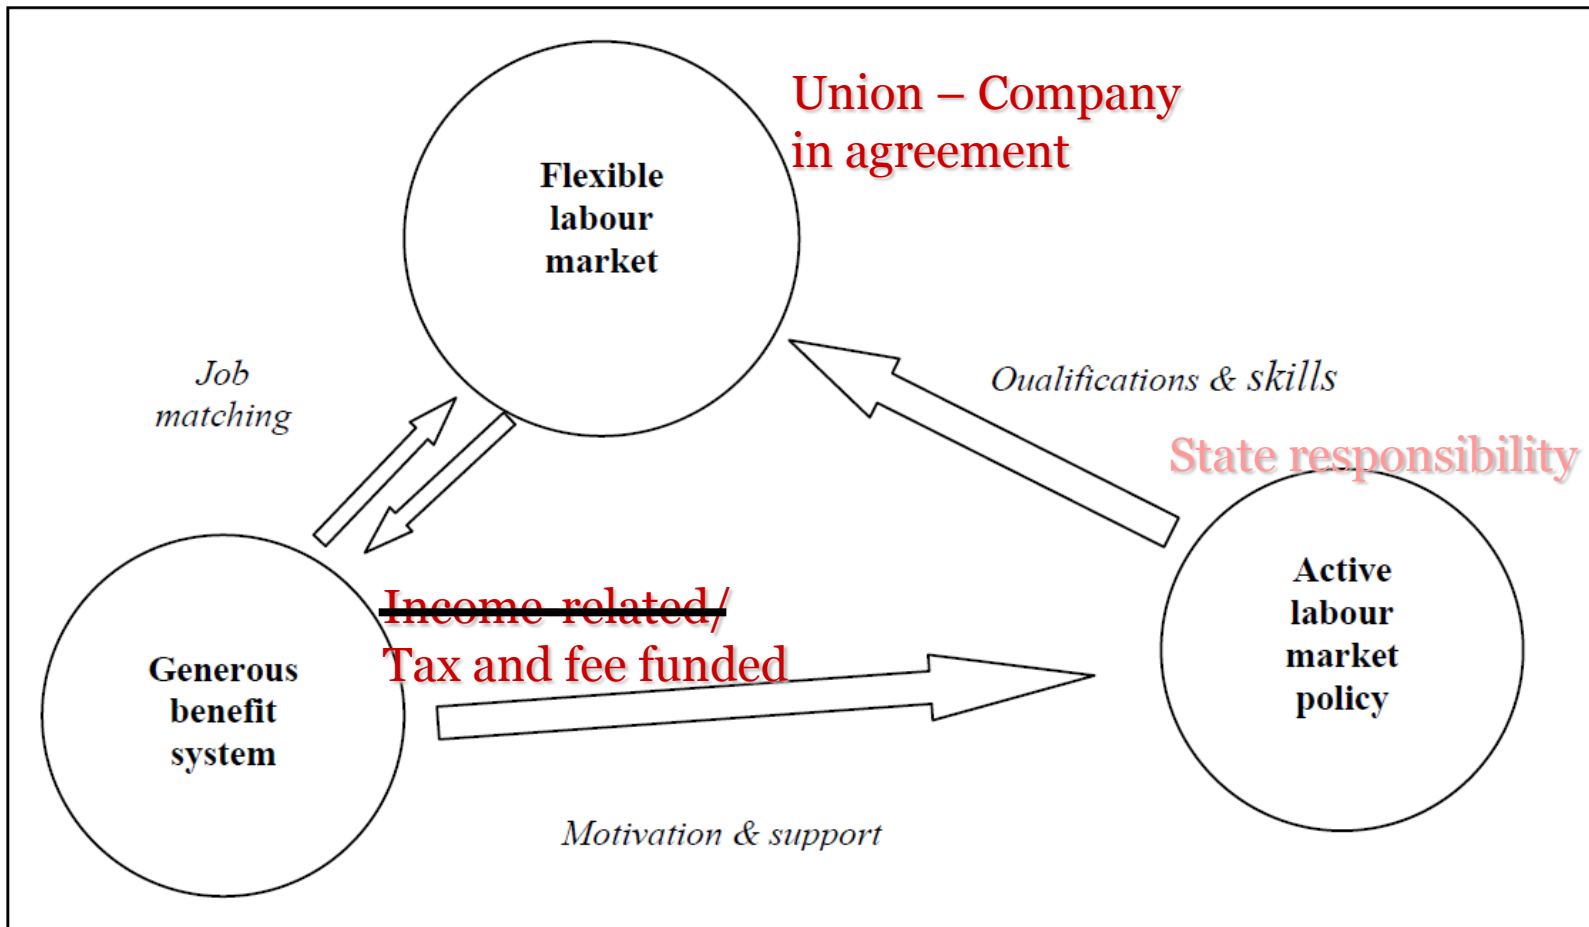 Union – Company
in agreement
Flexible
labour
market
Job
matching
Oualifications & skills
State responsibility
Income-related/
Tax and fee funded
Generous
benefit
system
Active
labour
market
policy
Motivation & support